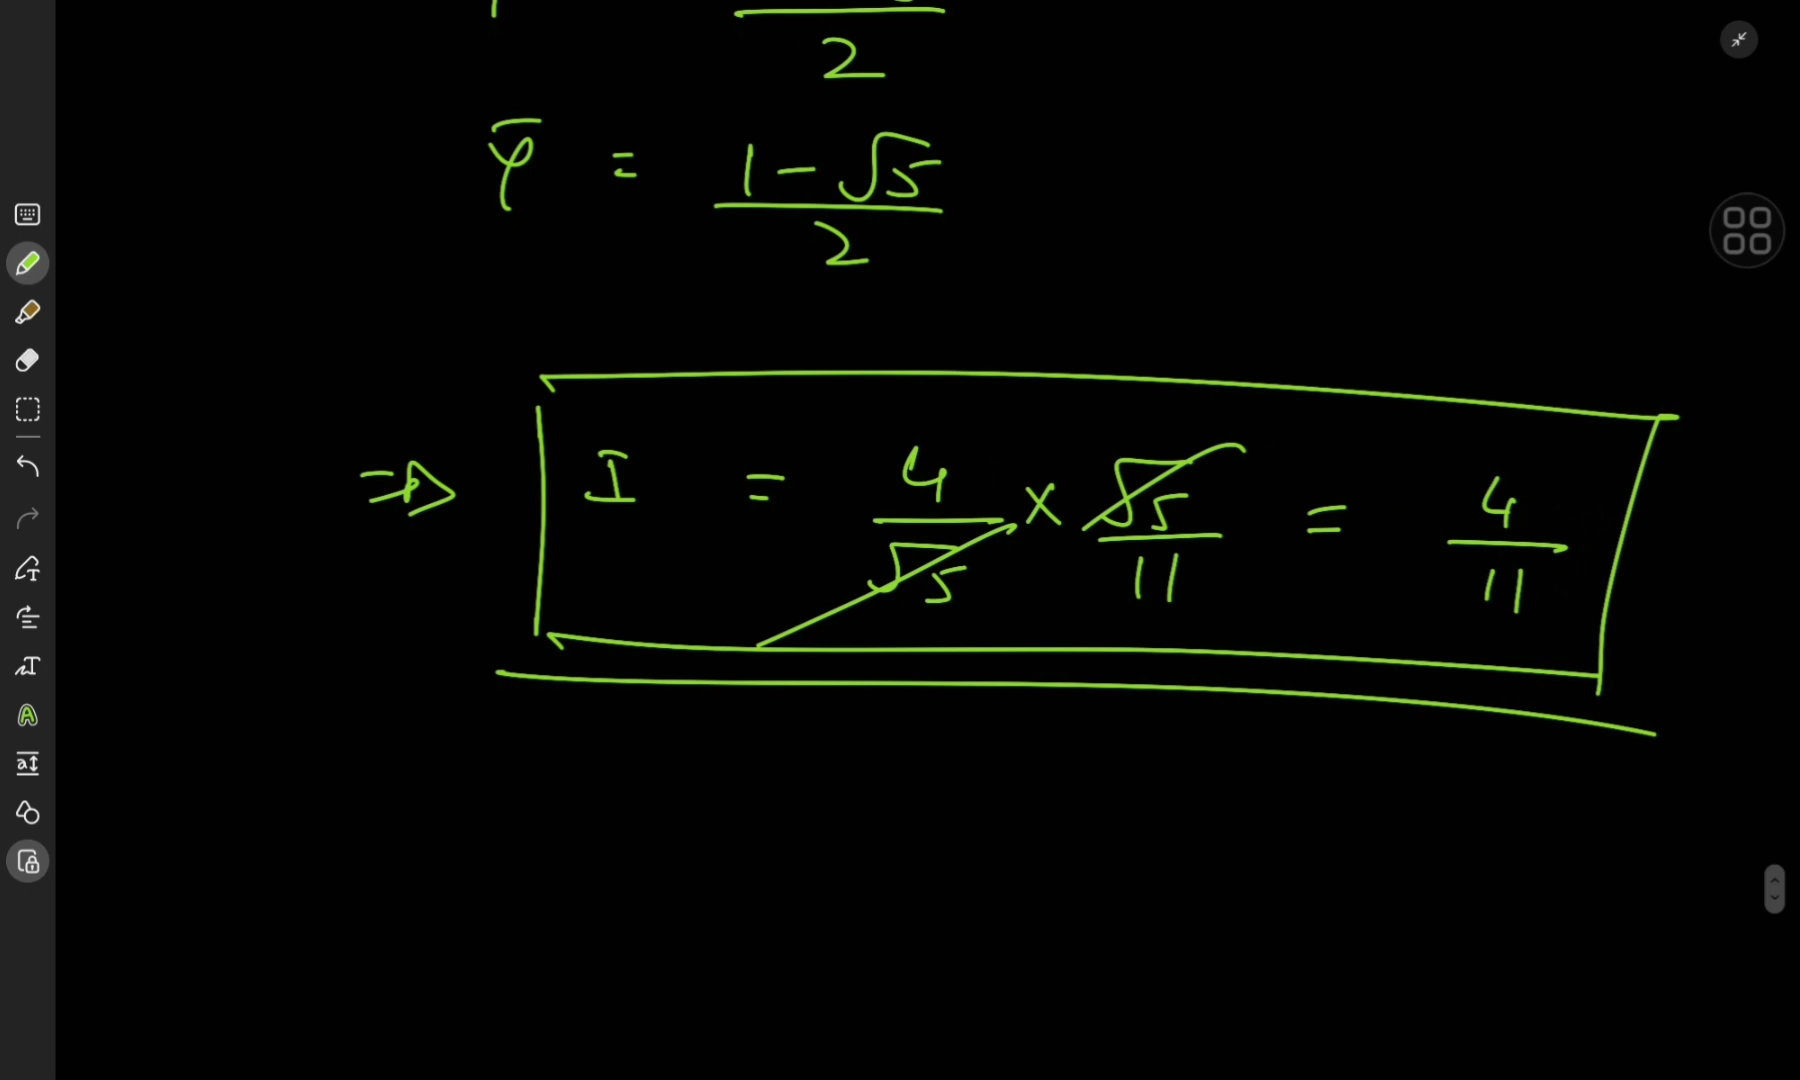 2
φ̄ = (1 - √5) / 2
⇒ I = 4/√5 × √5/11 = 4/11